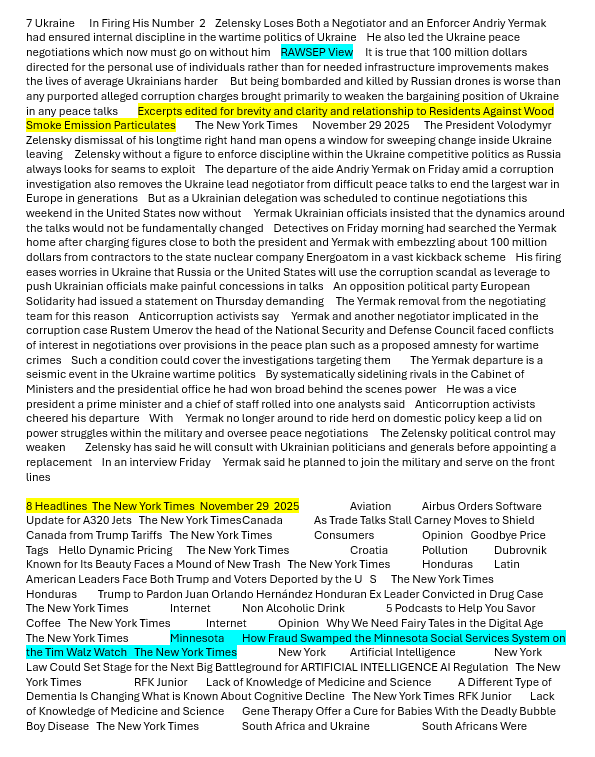 7 Ukraine In Firing His Number 2 Zelensky Loses Both a Negotiator and an Enforcer Andriy Yermak
had ensured internal discipline in the wartime politics of Ukraine He also led the Ukraine peace
negotiations which now must go on without him RAWSEP View It is true that 100 million dollars
directed for the personal use of individuals rather than for needed infrastructure improvements makes
the lives of average Ukrainians harder But being bombarded and killed by Russian drones is worse than
any purported alleged corruption charges brought primarily to weaken the bargaining position of Ukraine
in any peace talks Excerpts edited for brevity and clarity and relationship to Residents Against Wood
Smoke Emission Particulates The New York Times November 29 2025 The President Volodymyr
Zelensky dismissal of his longtime right hand man opens a window for sweeping change inside Ukraine
leaving Zelensky without a figure to enforce discipline within the Ukraine competitive politics as Russia
always looks for seams to exploit The departure of the aide Andriy Yermak on Friday amid a corruption
investigation also removes the Ukraine lead negotiator from difficult peace talks to end the largest war in
Europe in generations But as a Ukrainian delegation was scheduled to continue negotiations this
weekend in the United States now without Yermak Ukrainian officials insisted that the dynamics around
the talks would not be fundamentally changed Detectives on Friday morning had searched the Yermak
home after charging figures close to both the president and Yermak with embezzling about 100 million
dollars from contractors to the state nuclear company Energoatom in a vast kickback scheme His firing
eases worries in Ukraine that Russia or the United States will use the corruption scandal as leverage to
push Ukrainian officials make painful concessions in talks An opposition political party European
Solidarity had issued a statement on Thursday demanding The Yermak removal from the negotiating
team for this reason Anticorruption activists say Yermak and another negotiator implicated in the
corruption case Rustem Umerov the head of the National Security and Defense Council faced conflicts
of interest in negotiations over provisions in the peace plan such as a proposed amnesty for wartime
crimes Such a condition could cover the investigations targeting them The Yermak departure is a
seismic event in the Ukraine wartime politics By systematically sidelining rivals in the Cabinet of
Ministers and the presidential office he had won broad behind the scenes power He was a vice
president a prime minister and a chief of staff rolled into one analysts said Anticorruption activists
cheered his departure With Yermak no longer around to ride herd on domestic policy keep a lid on
power struggles within the military and oversee peace negotiations The Zelensky political control may
weaken Zelensky has said he will consult with Ukrainian politicians and generals before appointing a
replacement In an interview Friday Yermak said he planned to join the military and serve on the front
lines
8 Headlines The New York Times November 29 2025 Aviation Airbus Orders Software
Update for A320 Jets The New York TimesCanada As Trade Talks Stall Carney Moves to Shield
Canada from Trump Tariffs The New York Times Consumers Opinion Goodbye Price
Tags Hello Dynamic Pricing The New York Times Croatia Pollution Dubrovnik
Known for Its Beauty Faces a Mound of New Trash The New York Times Honduras Latin
American Leaders Face Both Trump and Voters Deported by the U S The New York Times
Honduras Trump to Pardon Juan Orlando Hernández Honduran Ex Leader Convicted in Drug Case
The New York Times Internet Non Alcoholic Drink 5 Podcasts to Help You Savor
Coffee The New York Times Internet Opinion Why We Need Fairy Tales in the Digital Age
The New York Times Minnesota How Fraud Swamped the Minnesota Social Services System on
the Tim Walz Watch The New York Times New York Artificial Intelligence New York
Law Could Set Stage for the Next Big Battleground for ARTIFICIAL INTELLIGENCE AI Regulation The New
York Times RFK Junior Lack of Knowledge of Medicine and Science A Different Type of
Dementia Is Changing What is Known About Cognitive Decline The New York Times RFK Junior Lack
of Knowledge of Medicine and Science Gene Therapy Offer a Cure for Babies With the Deadly Bubble
Boy Disease The New York Times South Africa and Ukraine South Africans Were